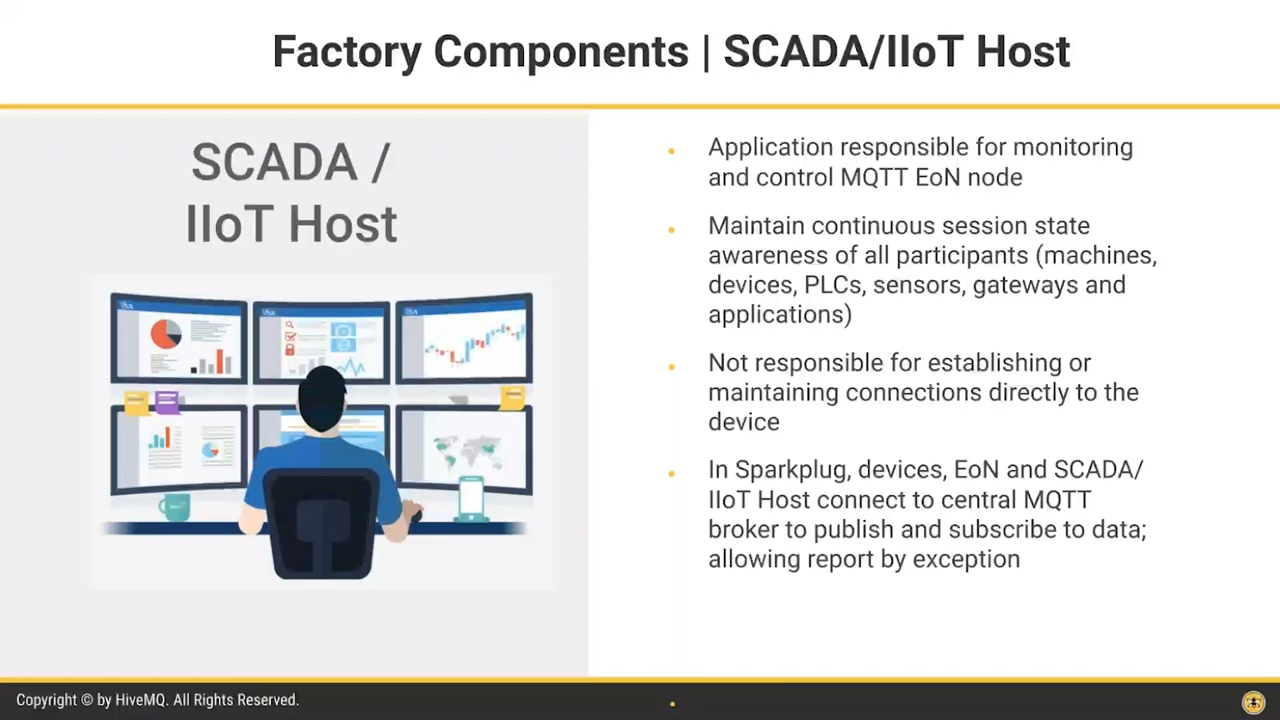 Factory Components | SCADA/IIoT Host
SCADA /
IIoT Host
Application responsible for monitoring
and control MQTT EoN node
Maintain continuous session state
awareness of all participants (machines,
devices, PLCs, sensors, gateways and
applications)
Not responsible for establishing or
maintaining connections directly to the
device
In Sparkplug, devices, EoN and SCADA/
IIoT Host connect to central MQTT
broker to publish and subscribe to data;
allowing report by exception
Copyright © by HiveMQ. All Rights Reserved.